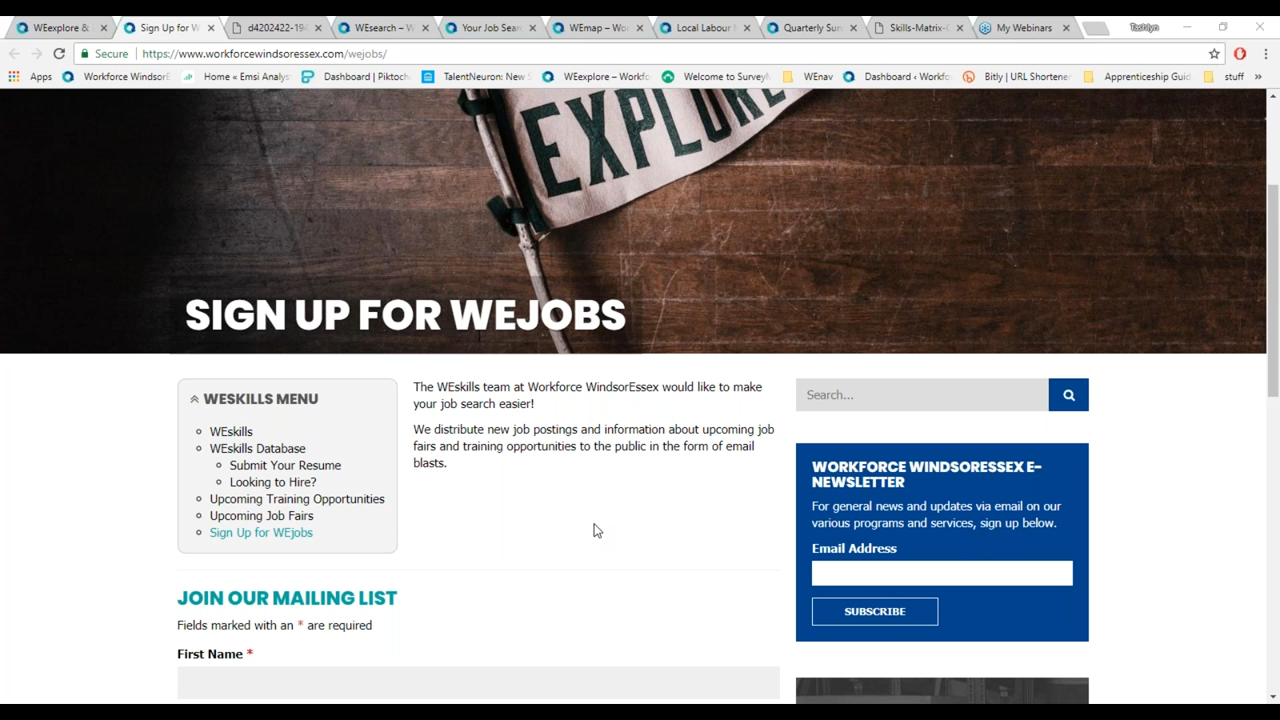 WEexplore &
Sign Up for W
d4202422-19
WEsearch – W
Your Job Sear
WEmap – Wor
Local Labour
Quarterly Sur
Skills-Matrix-
My Webinars
Tashlyn
Secure https://www.workforcewindsoressex.com/wejobs/
Apps
Workforce Windsor
Home « Emsi Analys
Dashboard | Piktoch
TalentNeuron: New S
WEexplore – Workfo
Welcome to SurveyM
WEnav
Dashboard ‹ Workfo
Bitly | URL Shortene
Apprenticeship Guid
stuff
EXPLORE
SIGN UP FOR WEJOBS
WESKILLS MENU
WEskills
WEskills Database
Submit Your Resume
Looking to Hire?
Upcoming Training Opportunities
Upcoming Job Fairs
Sign Up for WEjobs
The WEskills team at Workforce WindsorEssex would like to make
your job search easier!
We distribute new job postings and information about upcoming job
fairs and training opportunities to the public in the form of email
blasts.
Search...
WORKFORCE WINDSORESSEX E-
NEWSLETTER
For general news and updates via email on our
various programs and services, sign up below.
Email Address
SUBSCRIBE
JOIN OUR MAILING LIST
Fields marked with an * are required
First Name *